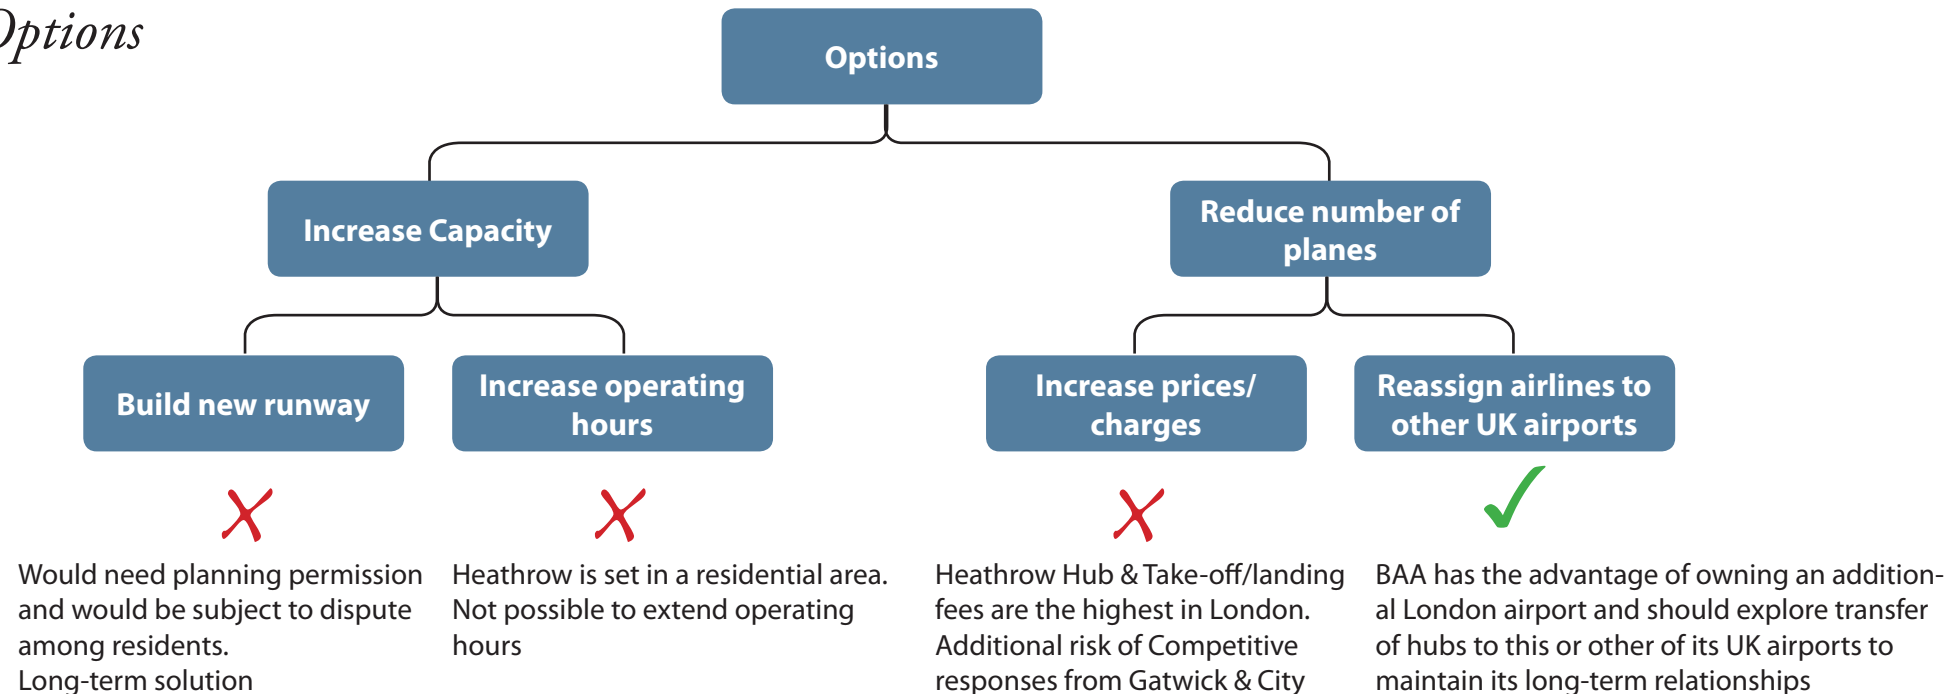 Options
Options
Increase Capacity
Reduce number of
planes
Build new runway
Increase operating
hours
Increase prices/
charges
Reassign airlines to
other UK airports
Would need planning permission
and would be subject to dispute
among residents.
Long-term solution
Heathrow is set in a residential area.
Not possible to extend operating
hours
Heathrow Hub & Take-off/landing
fees are the highest in London.
Additional risk of Competitive
responses from Gatwick & City
BAA has the advantage of owning an addition-
al London airport and should explore transfer
of hubs to this or other of its UK airports to
maintain its long-term relationships